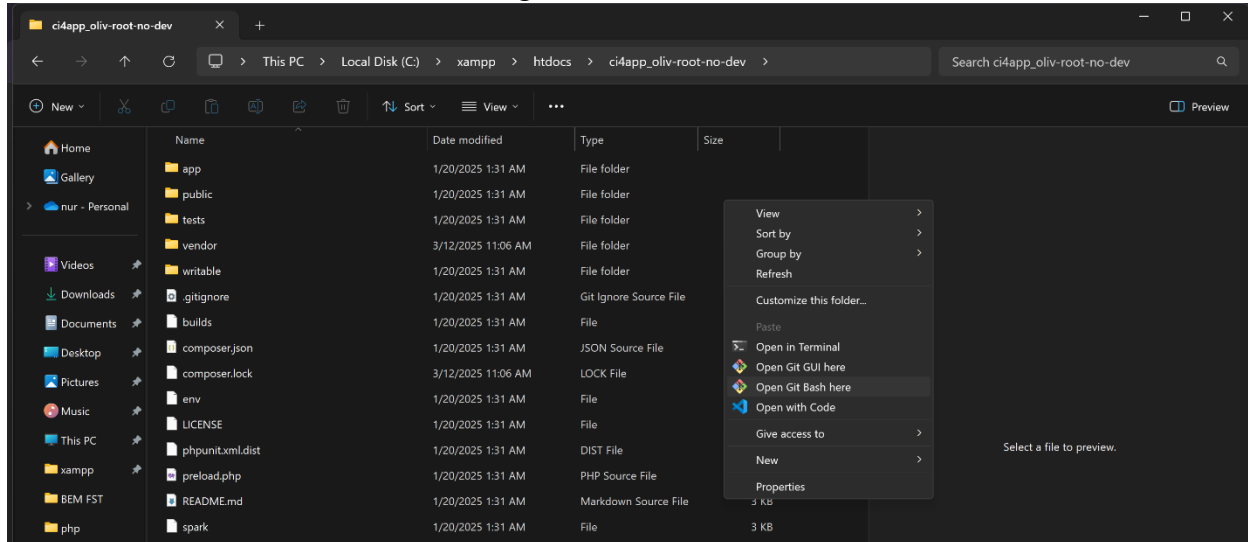 ci4app_oliv-root-no-dev
This PC > Local Disk (C:) > xampp > htdocs > ci4app_oliv-root-no-dev >
Search ci4app_oliv-root-no-dev
New
Sort
View
Preview
Home
Gallery
nur - Personal
Videos
Downloads
Documents
Desktop
Pictures
Music
This PC
xampp
BEM FST
php
Name Date modified Type Size
app 1/20/2025 1:31 AM File folder
public 1/20/2025 1:31 AM File folder
tests 1/20/2025 1:31 AM File folder
vendor 3/12/2025 11:06 AM File folder
writable 1/20/2025 1:31 AM File folder
.gitignore 1/20/2025 1:31 AM Git Ignore Source File
builds 1/20/2025 1:31 AM File
composer.json 1/20/2025 1:31 AM JSON Source File
composer.lock 3/12/2025 11:06 AM LOCK File
env 1/20/2025 1:31 AM File
LICENSE 1/20/2025 1:31 AM File
phpunit.xml.dist 1/20/2025 1:31 AM DIST File
preload.php 1/20/2025 1:31 AM PHP Source File
README.md 1/20/2025 1:31 AM Markdown Source File 3 KB
spark 1/20/2025 1:31 AM File 3 KB
View
Sort by
Group by
Refresh
Customize this folder...
Paste
Open in Terminal
Open Git GUI here
Open Git Bash here
Open with Code
Give access to
New
Properties
Select a file to preview.